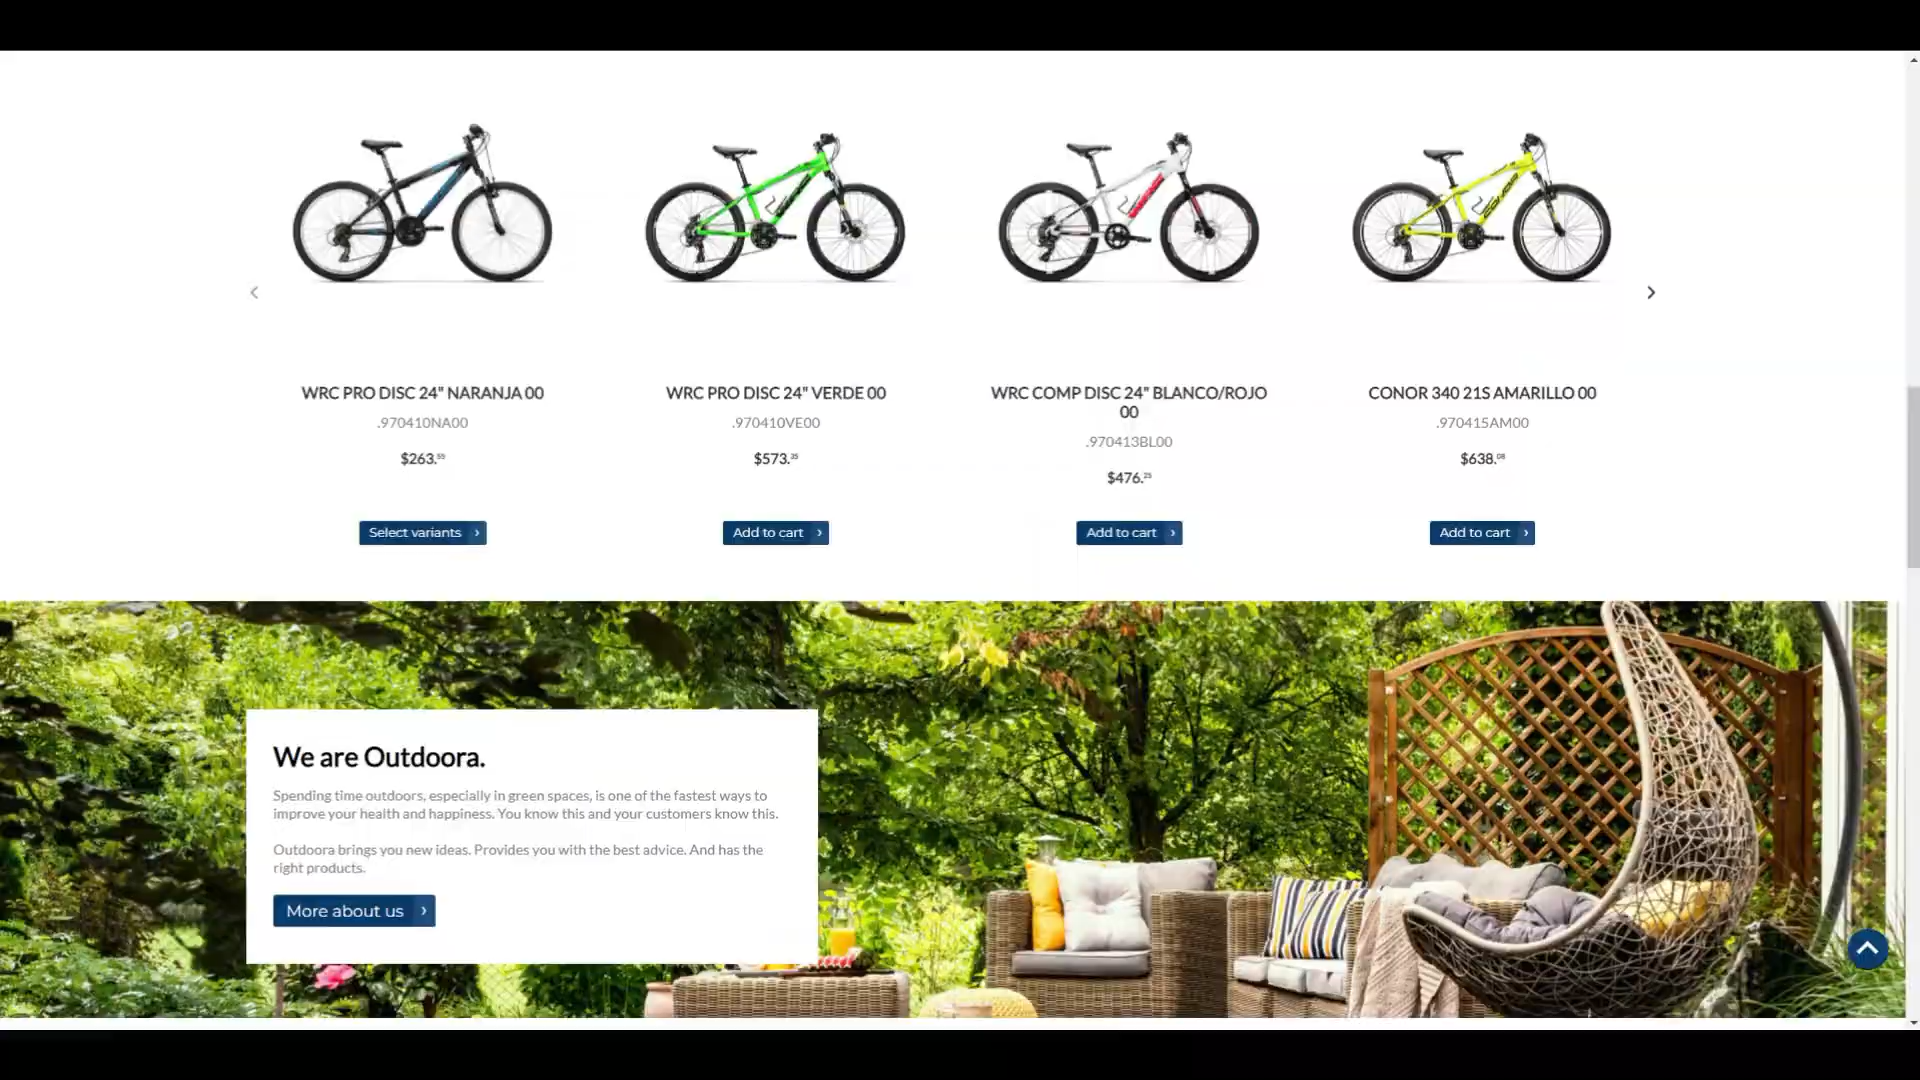 WRC PRO DISC 24" NARANJA 00
.970410NA00
$263.55
Select variants
WRC PRO DISC 24" VERDE 00
.970410VE00
$573.35
Add to cart
WRC COMP DISC 24" BLANCO/ROJO
00
.970413BL00
$476.25
Add to cart
CONOR 340 21S AMARILLO 00
.970415AM00
$638.08
Add to cart
We are Outdoora.
Spending time outdoors, especially in green spaces, is one of the fastest ways to
improve your health and happiness. You know this and your customers know this.
Outdoora brings you new ideas. Provides you with the best advice. And has the
right products.
More about us